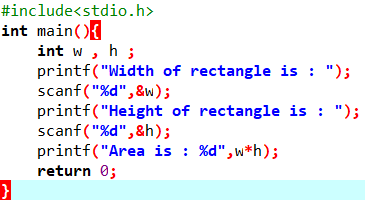 #include<stdio.h>
int main(){
    int w , h ;
    printf("Width of rectangle is : ");
    scanf("%d",&w);
    printf("Height of rectangle is : ");
    scanf("%d",&h);
    printf("Area is : %d",w*h);
    return 0;
}